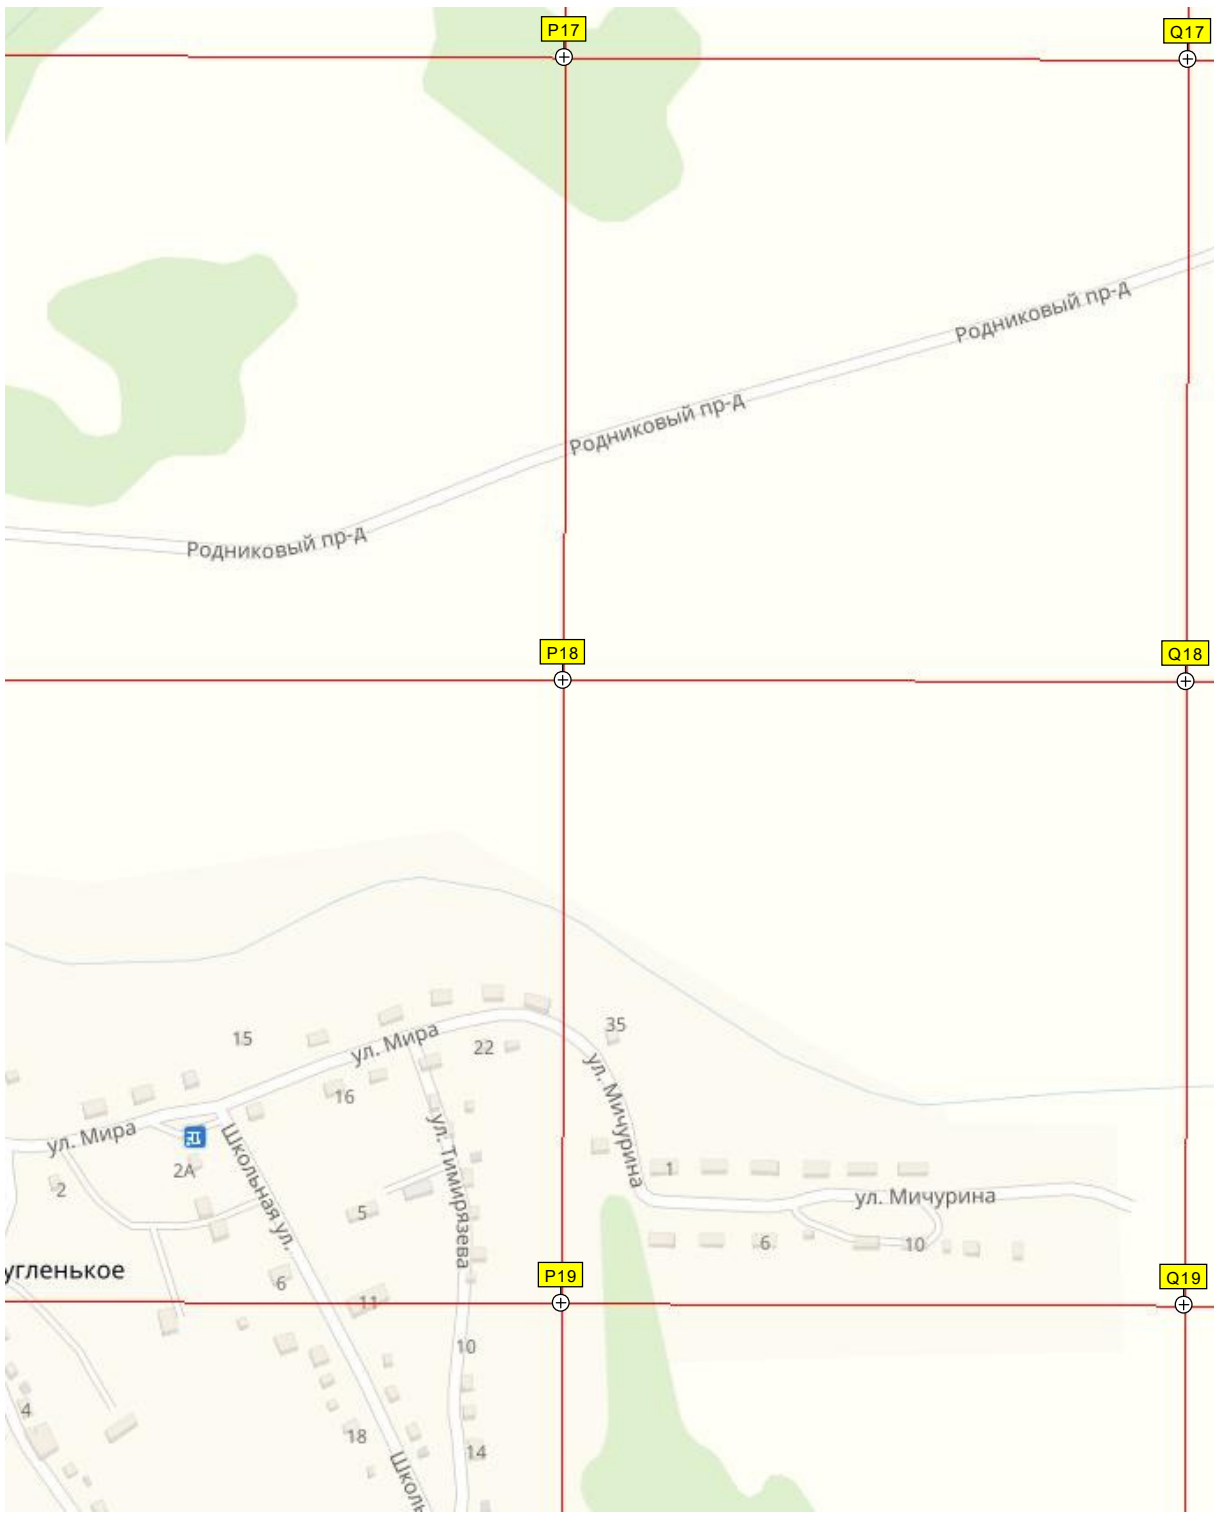 P17
Q17
Родниковый пр-д
Родниковый пр-д
Родниковый пр-д
P18
Q18
35
15
ул. Мира
22
16
ул. Мичурина
ул. Мира
Школьная ул.
ул. Тимирязева
2А
1
2
ул. Мичурина
5
6
10
угленькое
P19
Q19
6
11
10
4
18
14
Школь